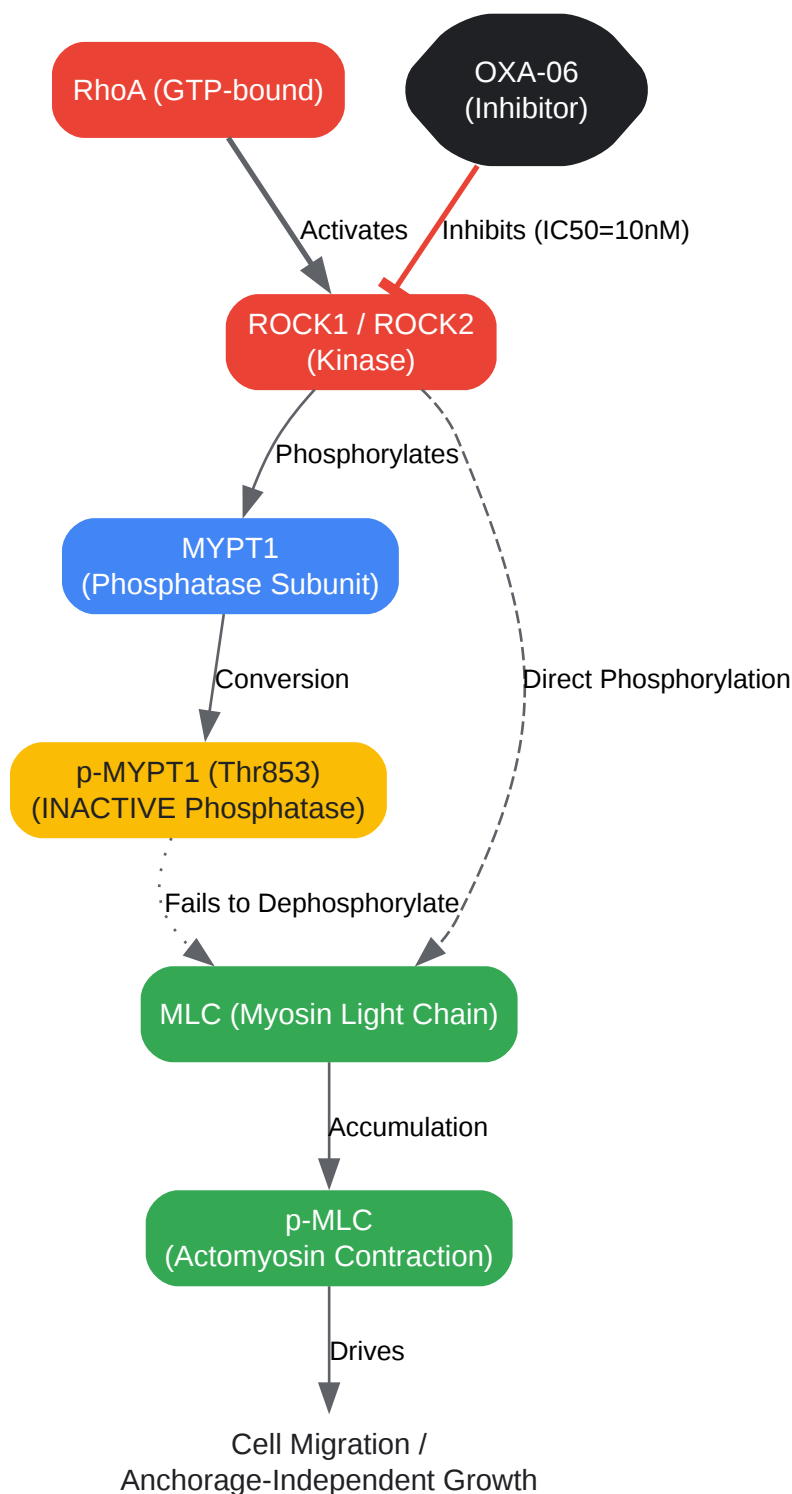 RhoA (GTP-bound)
OXA-06
(Inhibitor)
Activates
Inhibits (IC50=10nM)
ROCK1 / ROCK2
(Kinase)
Phosphorylates
MYPT1
(Phosphatase Subunit)
Conversion
Direct Phosphorylation
p-MYPT1 (Thr853)
(INACTIVE Phosphatase)
Fails to Dephosphorylate
MLC (Myosin Light Chain)
Accumulation
p-MLC
(Actomyosin Contraction)
Drives
Cell Migration /
Anchorage-Independent Growth